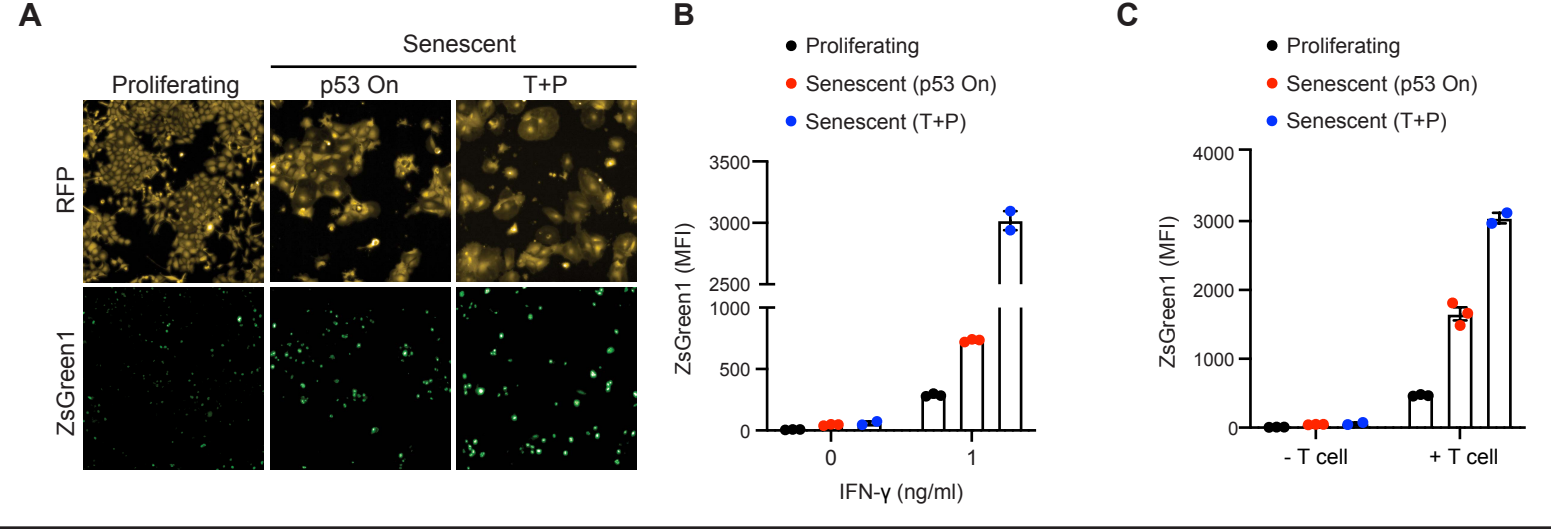 A
Senescent
Proliferating
p53 On
T+P
RFP
ZsGreen1
B
Proliferating
Senescent (p53 On)
Senescent (T+P)
ZsGreen1 (MFI)
3500
3000
2500
1000
500
0
0
1
IFN-γ (ng/ml)
C
Proliferating
Senescent (p53 On)
Senescent (T+P)
ZsGreen1 (MFI)
4000
3000
2000
1000
0
- T cell
+ T cell